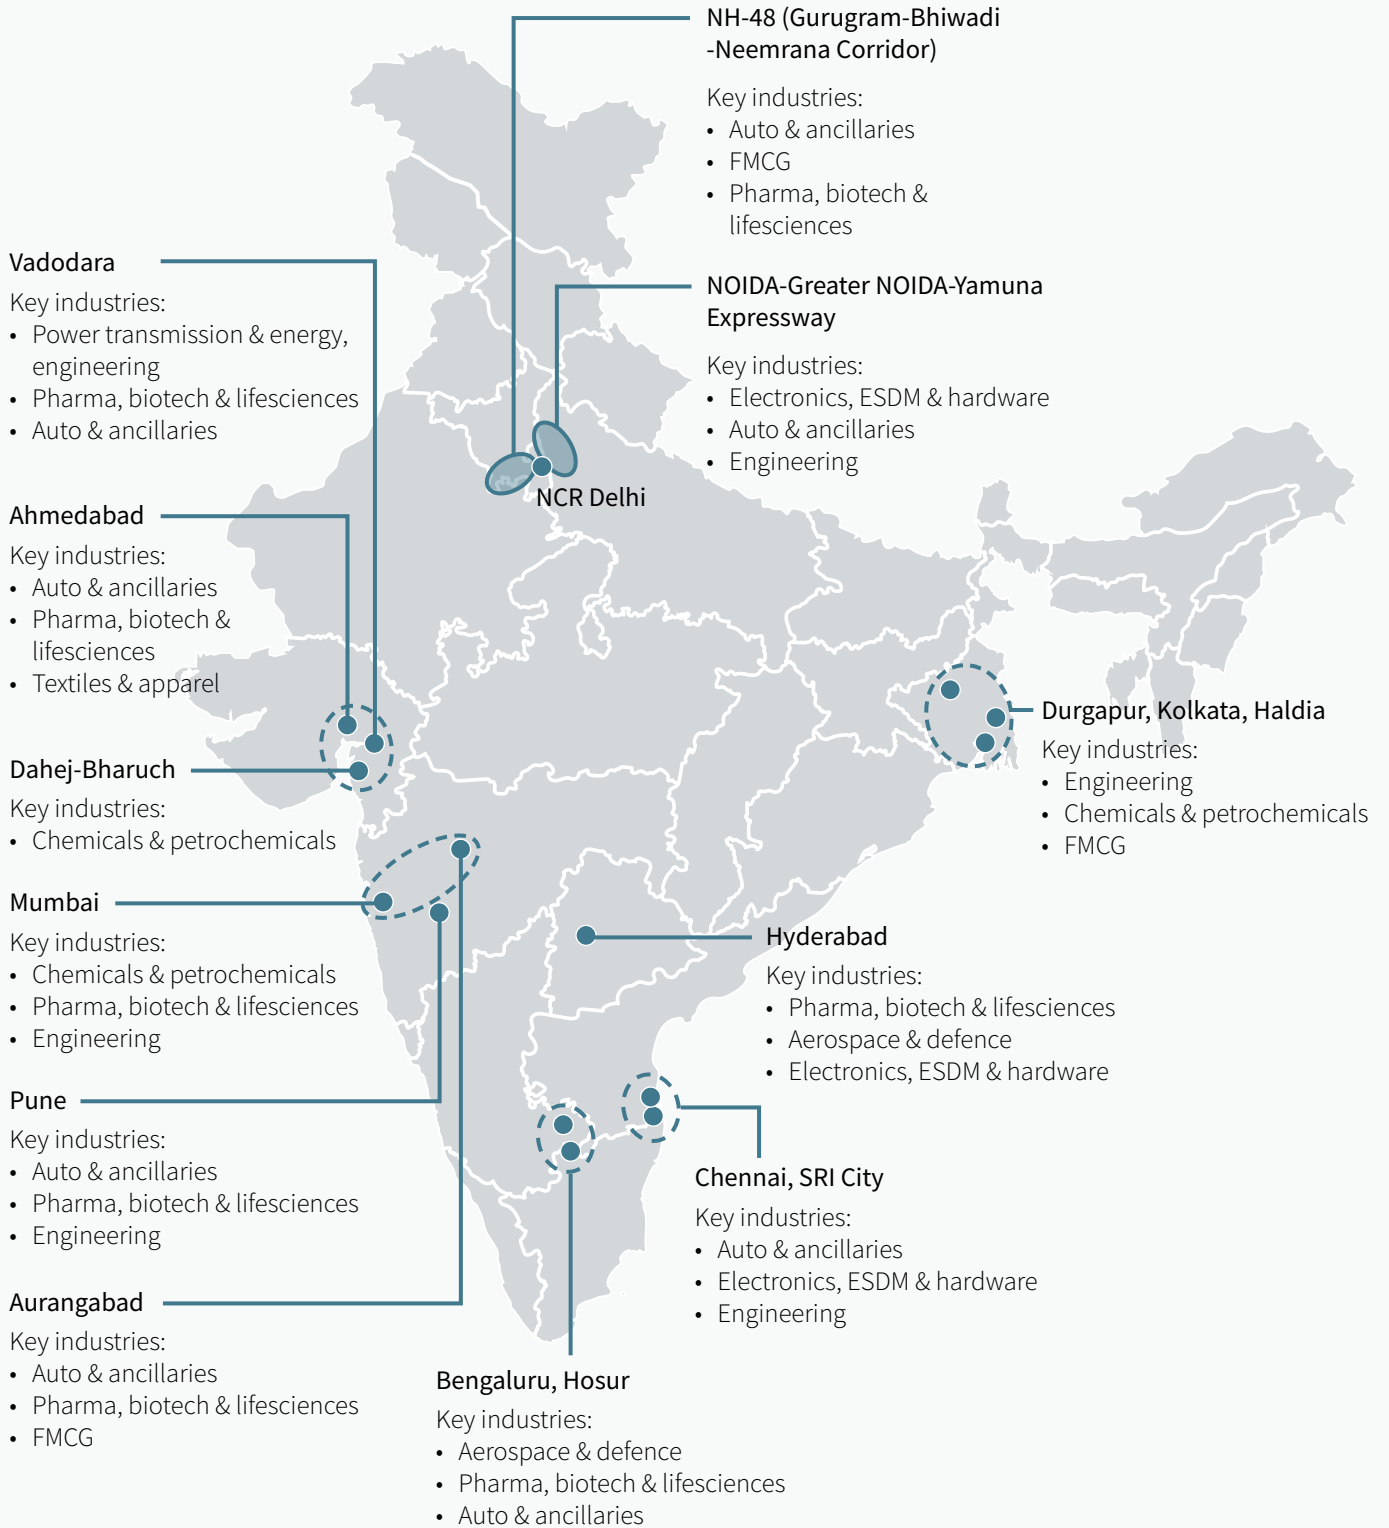 NH-48 (Gurugram-Bhiwadi
-Neemrana Corridor)
Key industries:
• Auto & ancillaries
• FMCG
• Pharma, biotech &
lifesciences
Vadodara
Key industries:
• Power transmission & energy,
engineering
• Pharma, biotech & lifesciences
• Auto & ancillaries
NOIDA-Greater NOIDA-Yamuna
Expressway
Key industries:
• Electronics, ESDM & hardware
• Auto & ancillaries
• Engineering
NCR Delhi
Ahmedabad
Key industries:
• Auto & ancillaries
• Pharma, biotech &
lifesciences
• Textiles & apparel
Durgapur, Kolkata, Haldia
Key industries:
• Engineering
• Chemicals & petrochemicals
• FMCG
Dahej-Bharuch
Key industries:
• Chemicals & petrochemicals
Mumbai
Key industries:
• Chemicals & petrochemicals
• Pharma, biotech & lifesciences
• Engineering
Hyderabad
Key industries:
• Pharma, biotech & lifesciences
• Aerospace & defence
• Electronics, ESDM & hardware
Pune
Key industries:
• Auto & ancillaries
• Pharma, biotech & lifesciences
• Engineering
Chennai, SRI City
Key industries:
• Auto & ancillaries
• Electronics, ESDM & hardware
• Engineering
Aurangabad
Key industries:
• Auto & ancillaries
• Pharma, biotech & lifesciences
• FMCG
Bengaluru, Hosur
Key industries:
• Aerospace & defence
• Pharma, biotech & lifesciences
• Auto & ancillaries